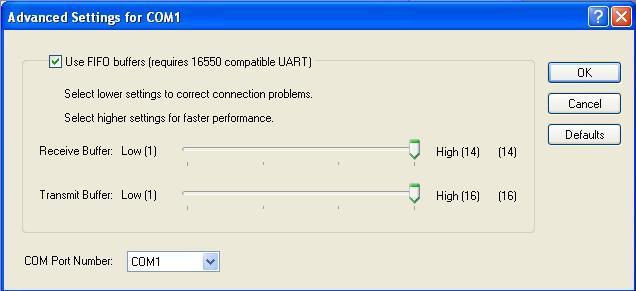 Advanced Settings for COM1
Use FIFO buffers (requires 16550 compatible UART)
OK
Select lower settings to correct connection problems.
Cancel
Select higher settings for faster performance.
Defaults
Receive Buffer: Low (1) High (14) (14)
Transmit Buffer: Low (1) High (16) (16)
COM Port Number: COM1